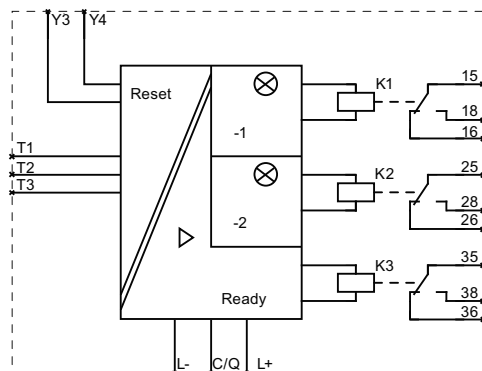 Y3 Y4
Reset
-1
T1
T2
T3
-2
Ready
L- C/Q L+
K1
15
18
16
K2
25
28
26
K3
35
38
36